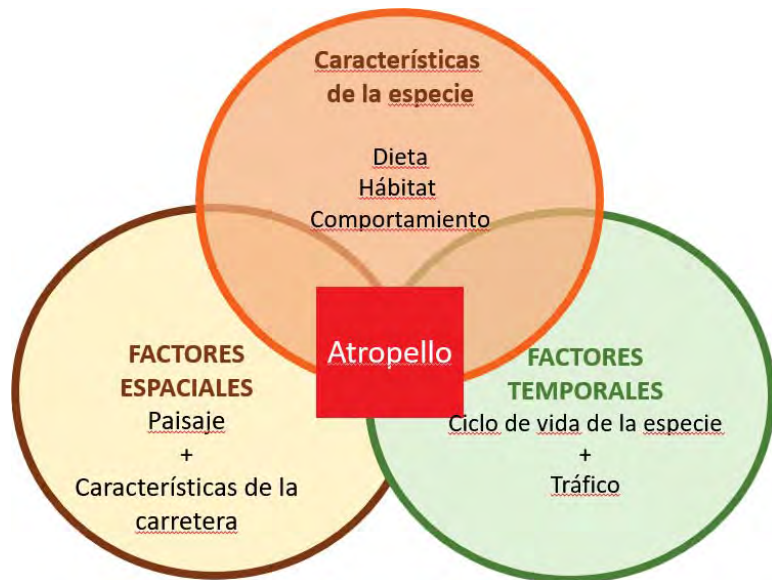 Características
de la especie
Dieta
Hábitat
Comportamiento
FACTORES
ESPACIALES
Paisaje
+
Características de la
carretera
Atropello
FACTORES
TEMPORALES
Ciclo de vida de la especie
+
Tráfico